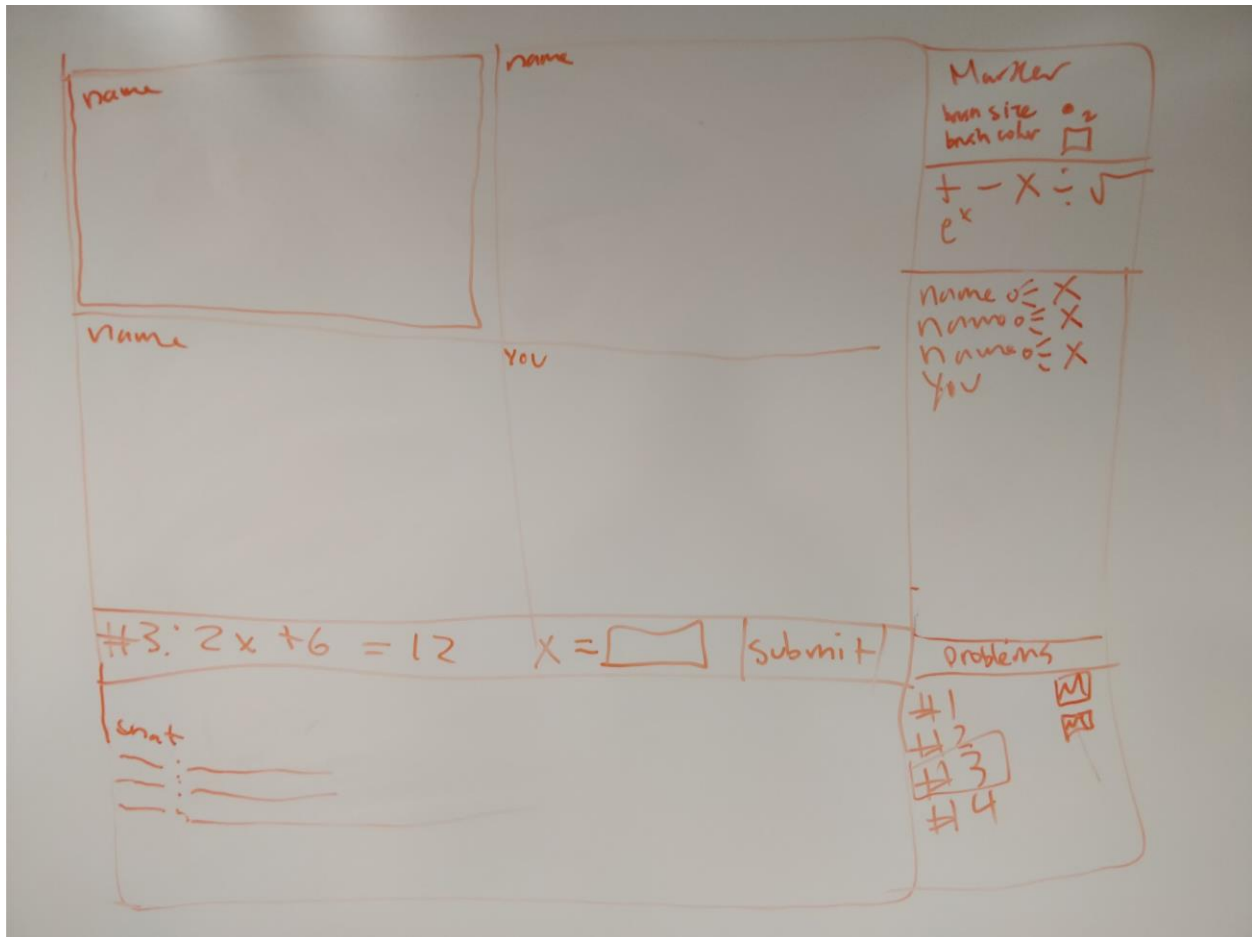 name
name
name
You
#3: 2x +6 = 12 x = submit
chat
Marker
brush size 2
brush color
+ - × ÷ √
e^x
name X
name X
name X
You
problems
#1
#2
#3
#4